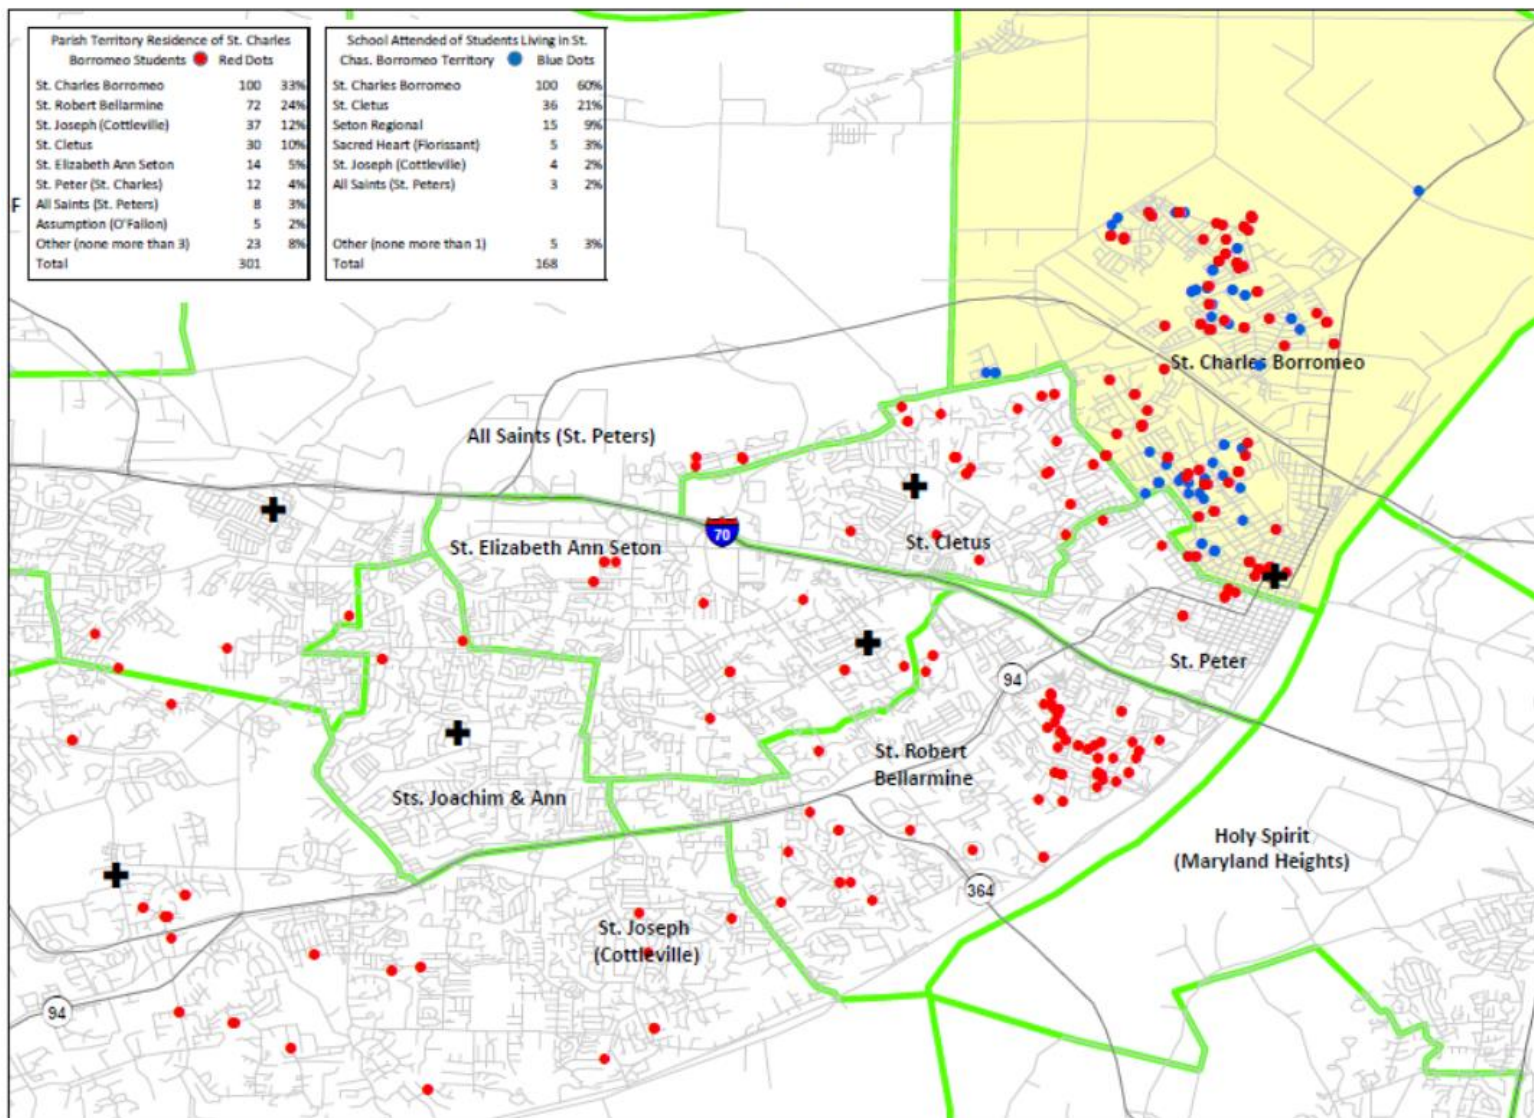 Parish Territory Residence of St. Charles
Borromeo Students Red Dots
St. Charles Borromeo 100 33%
St. Robert Bellarmine 72 24%
St. Joseph (Cottleville) 37 12%
St. Cletus 30 10%
St. Elizabeth Ann Seton 14 5%
St. Peter (St. Charles) 12 4%
All Saints (St. Peters) 8 3%
Assumption (O'Fallon) 5 2%
Other (none more than 3) 23 8%
Total 301
School Attended of Students Living in St.
Chas. Borromeo Territory Blue Dots
St. Charles Borromeo 100 60%
St. Cletus 36 21%
Seton Regional 15 9%
Sacred Heart (Florissant) 5 3%
St. Joseph (Cottleville) 4 2%
All Saints (St. Peters) 3 2%
Other (none more than 1) 5 3%
Total 168
F
St. Charles Borromeo
All Saints (St. Peters)
70
St. Elizabeth Ann Seton
St. Cletus
St. Peter
94
St. Robert
Bellarmine
Sts. Joachim & Ann
Holy Spirit
(Maryland Heights)
364
St. Joseph
(Cottleville)
94